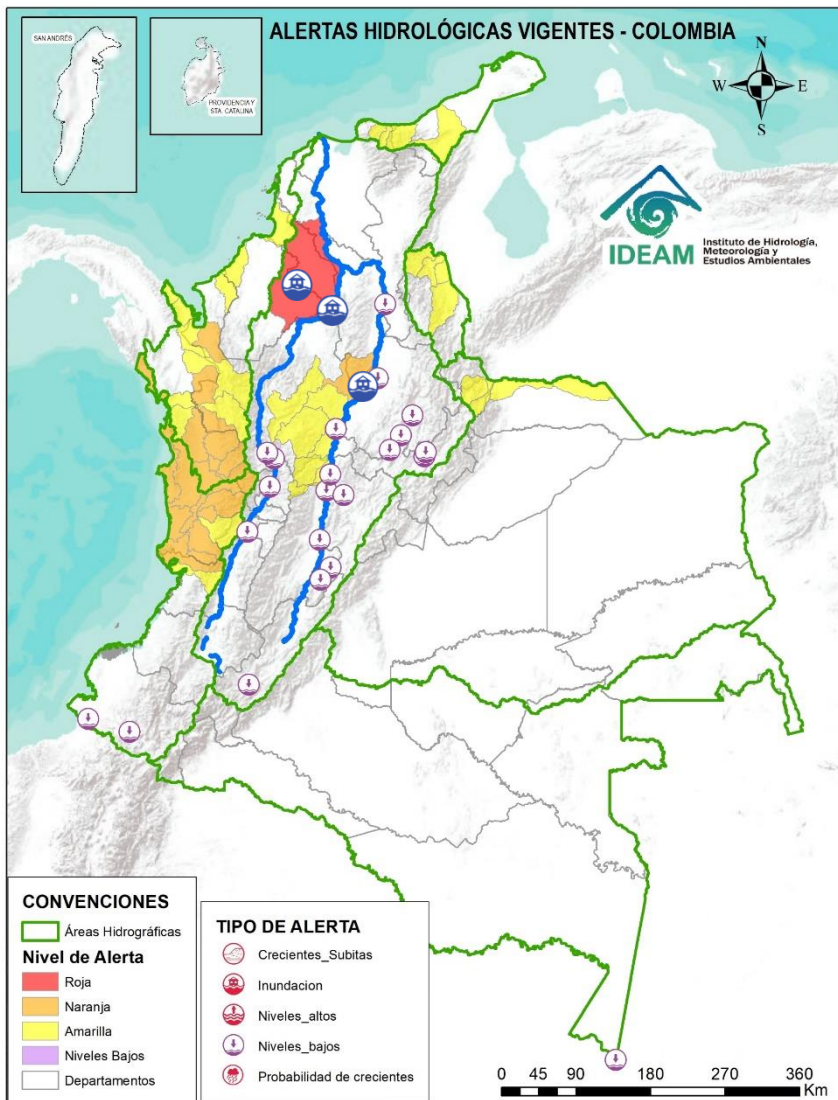 ALERTAS HIDROLÓGICAS VIGENTES - COLOMBIA
SAN ANDRÉS
PROVIDENCIA Y
STA. CATALINA
N
W
E
S
IDEAM
Instituto de Hidrología,
Meteorología y
Estudios Ambientales
CONVENCIONES
Áreas Hidrográficas
Nivel de Alerta
Roja
Naranja
Amarilla
Niveles Bajos
Departamentos
TIPO DE ALERTA
Crecientes_Subitas
Inundacion
Niveles_altos
Niveles_bajos
Probabilidad de crecientes
0 45 90 180 270 360
Km